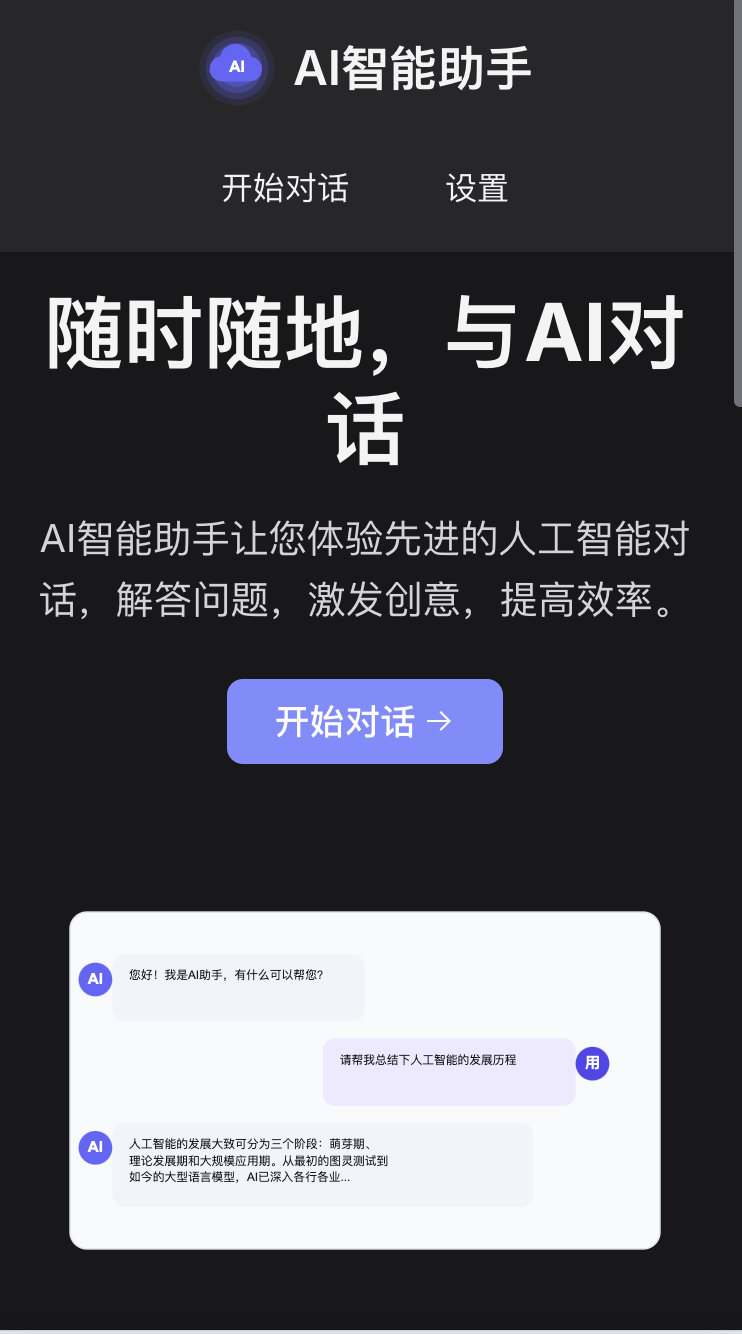 AI
AI智能助手
开始对话
设置
随时随地，与AI对
话
AI智能助手让您体验先进的人工智能对
话，解答问题，激发创意，提高效率。
开始对话 →
AI
您好！我是AI助手，有什么可以帮您?
请帮我总结下人工智能的发展历程
用
AI
人工智能的发展大致可分为三个阶段：萌芽期、
理论发展期和大规模应用期。从最初的图灵测试到
如今的大型语言模型，AI已深入各行各业...